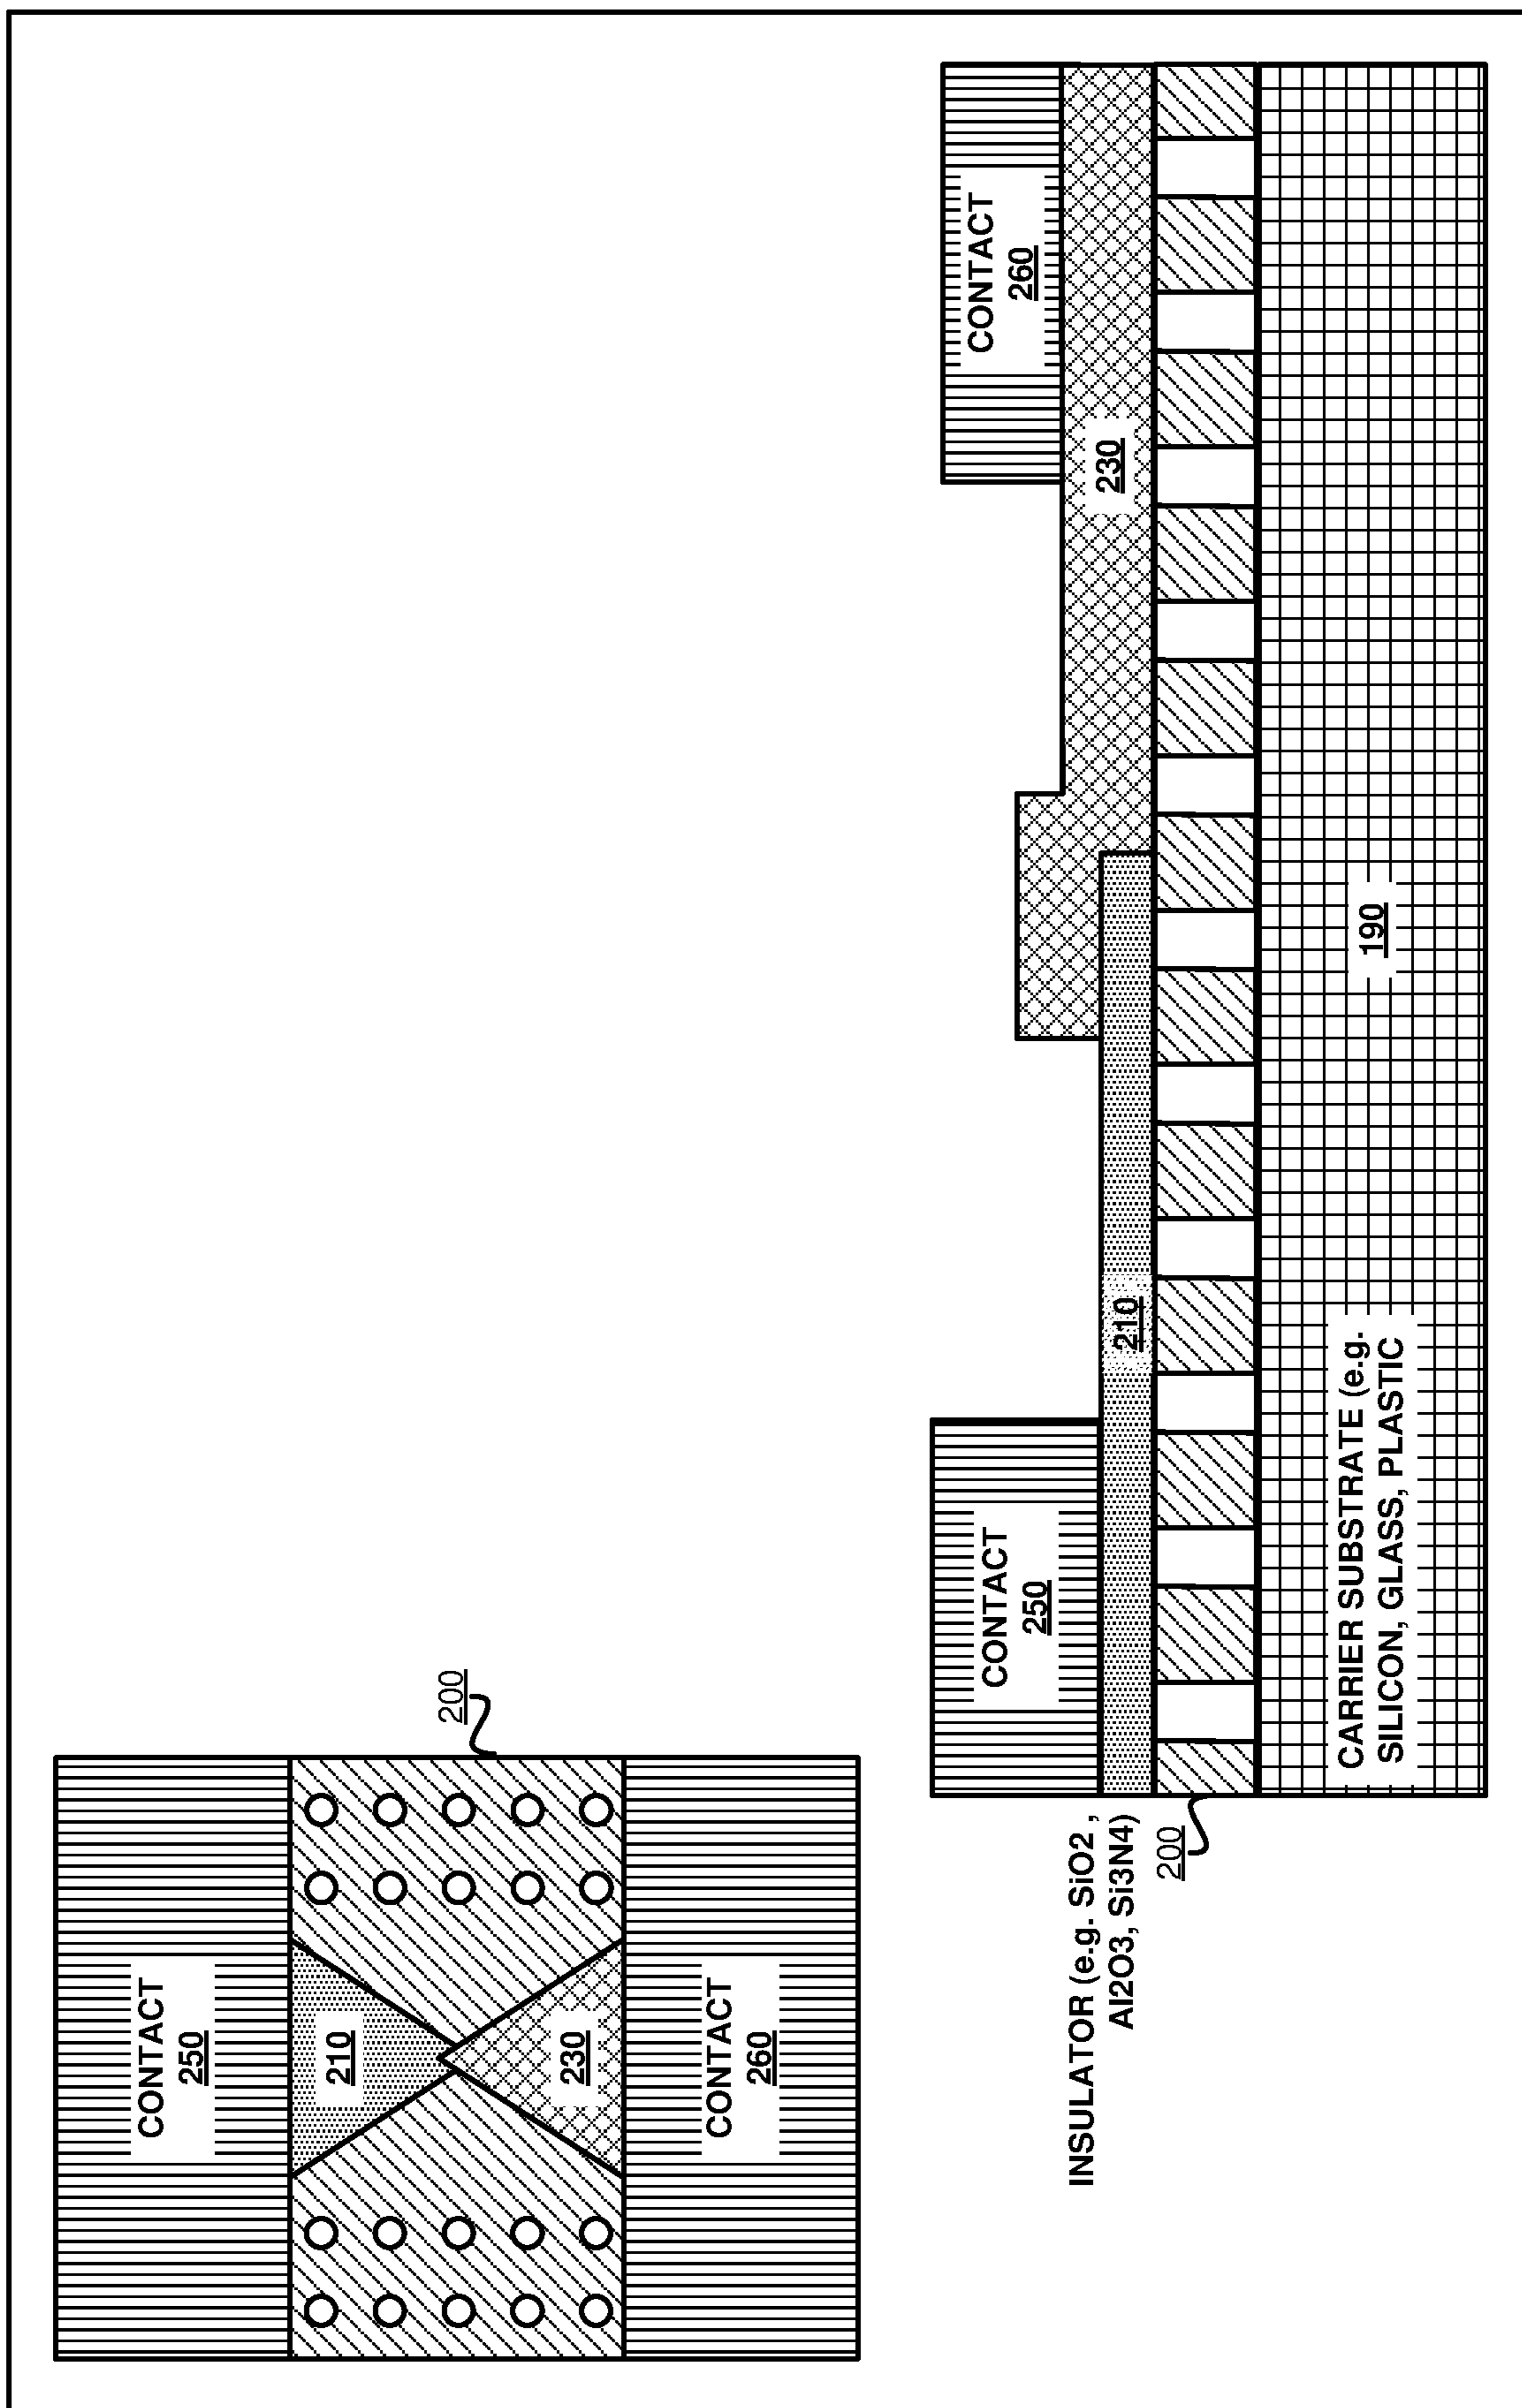 CONTACT
250
210
230
CONTACT
260
200
INSULATOR (e.g. SiO2 ,
Al2O3, Si3N4)
200
CONTACT
250
210
CONTACT
260
230
190
CARRIER SUBSTRATE (e.g.
SILICON, GLASS, PLASTIC